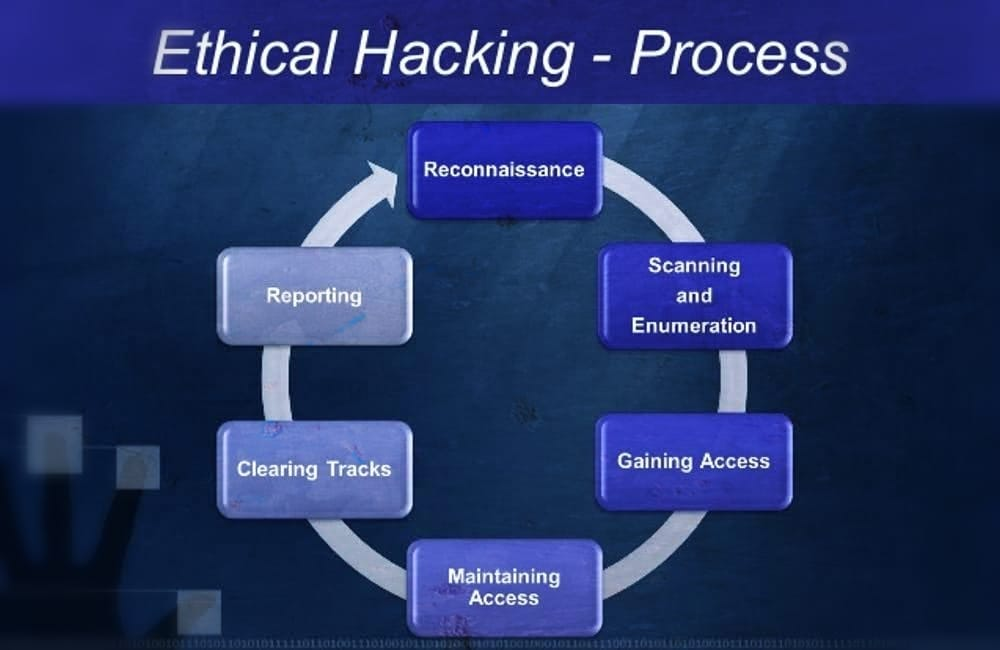 Ethical Hacking - Process
Reconnaissance
Scanning
and
Enumeration
Gaining Access
Maintaining
Access
Clearing Tracks
Reporting